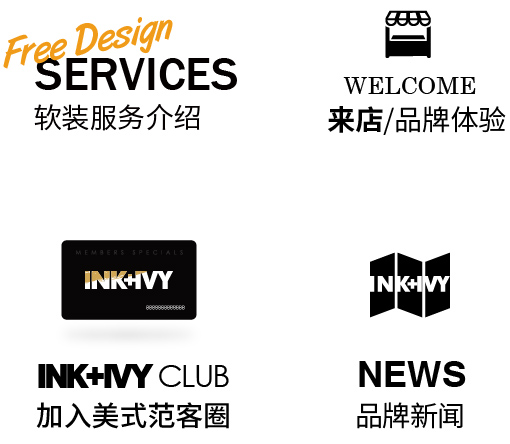 Free Design
SERVICES
软装服务介绍
WELCOME
来店/品牌体验
MEMBERS SPECIALS
INK+IVY
INK+IVY CLUB
加入美式范客圈
INK+IVY
NEWS
品牌新闻